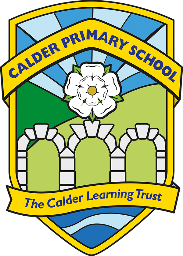 CALDER PRIMARY SCHOOL
The Calder Learning Trust